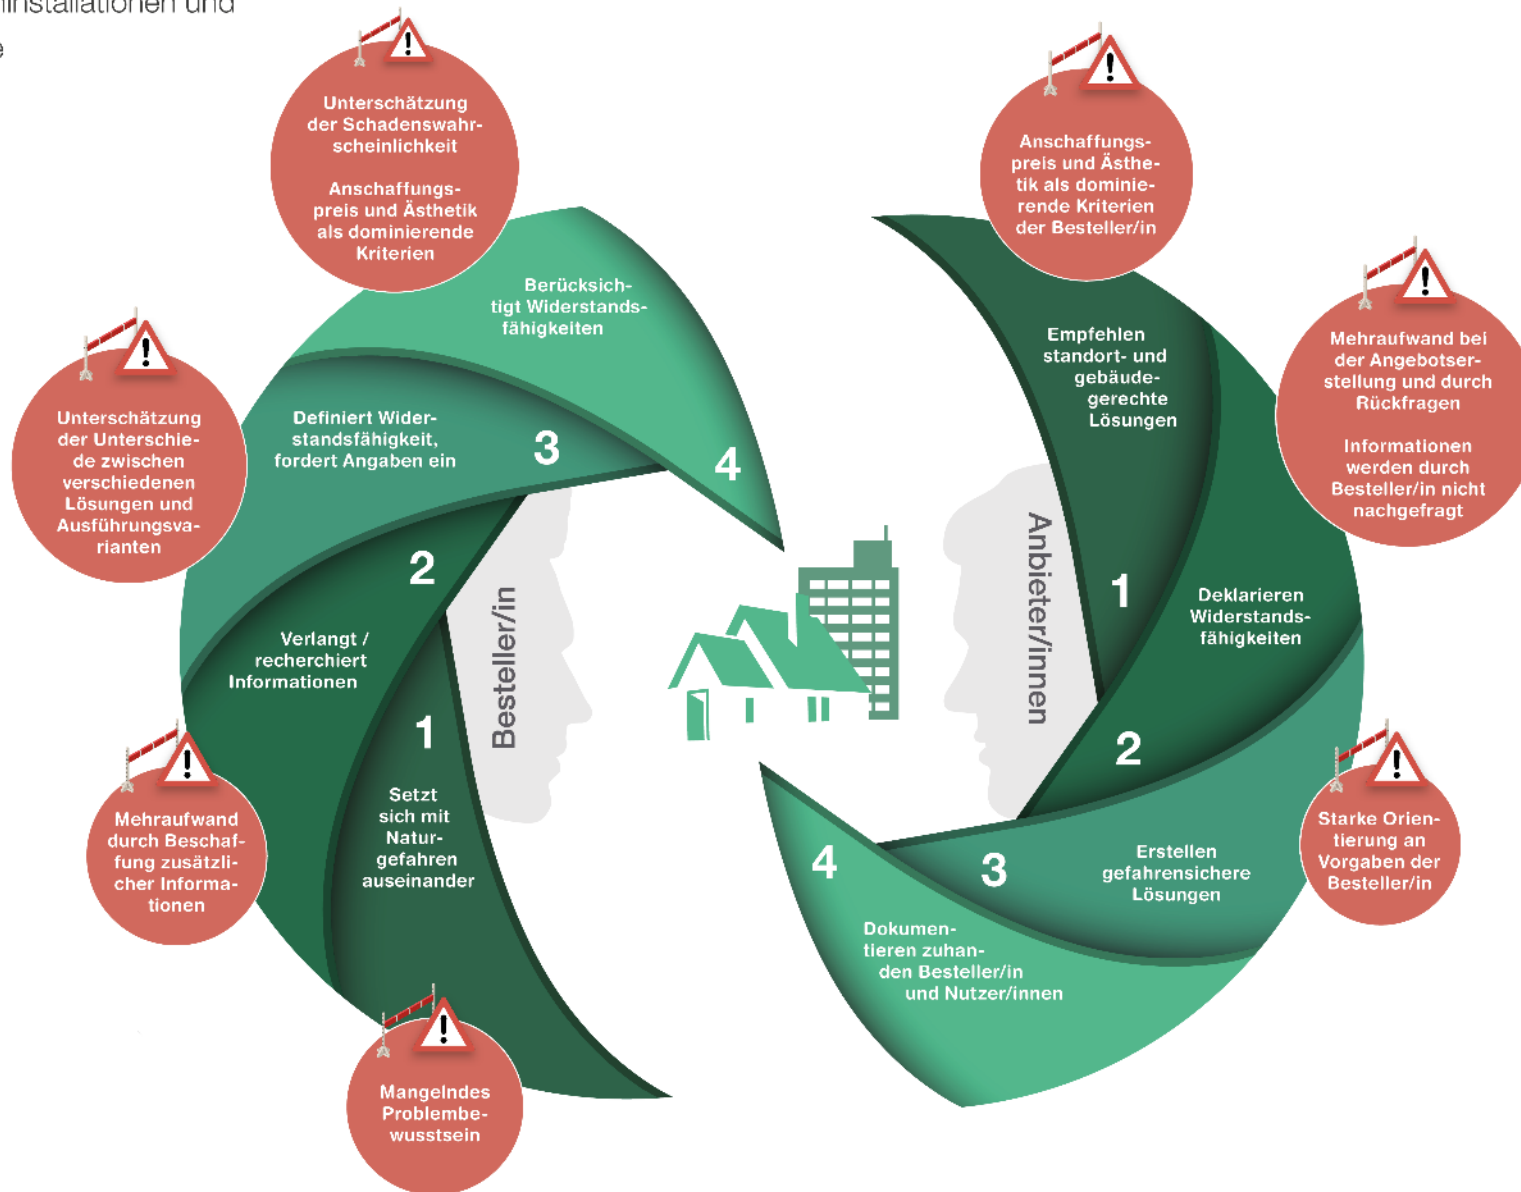 ninstallationen und
e
Unterschätzung
der Schadenswahr-
scheinlichkeit
Anschaffungs-
preis und Ästhetik
als dominierende
Kriterien
Berücksich-
tigt Widerstands-
fähigkeiten
4
Unterschätzung
der Unterschie-
de zwischen
verschiedenen
Lösungen und
Ausführungsva-
rianten
Definiert Wider-
standsfähigkeit,
fordert Angaben ein
3
2
Verlangt /
recherchiert
Informationen
Mehraufwand
durch Beschaf-
fung zusätzli-
cher Informa-
tionen
1
Setzt
sich mit
Natur-
gefahren
auseinander
Mangelndes
Problembe-
wusstsein
Besteller/in
Anbieter/innen
Anschaffungs-
preis und Ästhe-
tik als dominie-
rende Kriterien
der Besteller/in
Empfehlen
standort- und
gebäude-
gerechte
Lösungen
1
Mehraufwand bei
der Angebotser-
stellung und durch
Rückfragen
Informationen
werden durch
Besteller/in nicht
nachgefragt
Deklarieren
Widerstands-
fähigkeiten
2
Starke Orien-
tierung an
Vorgaben der
Besteller/in
3
Erstellen
gefahrensichere
Lösungen
4
Dokumen-
tieren zuhan-
den Besteller/in
und Nutzer/innen